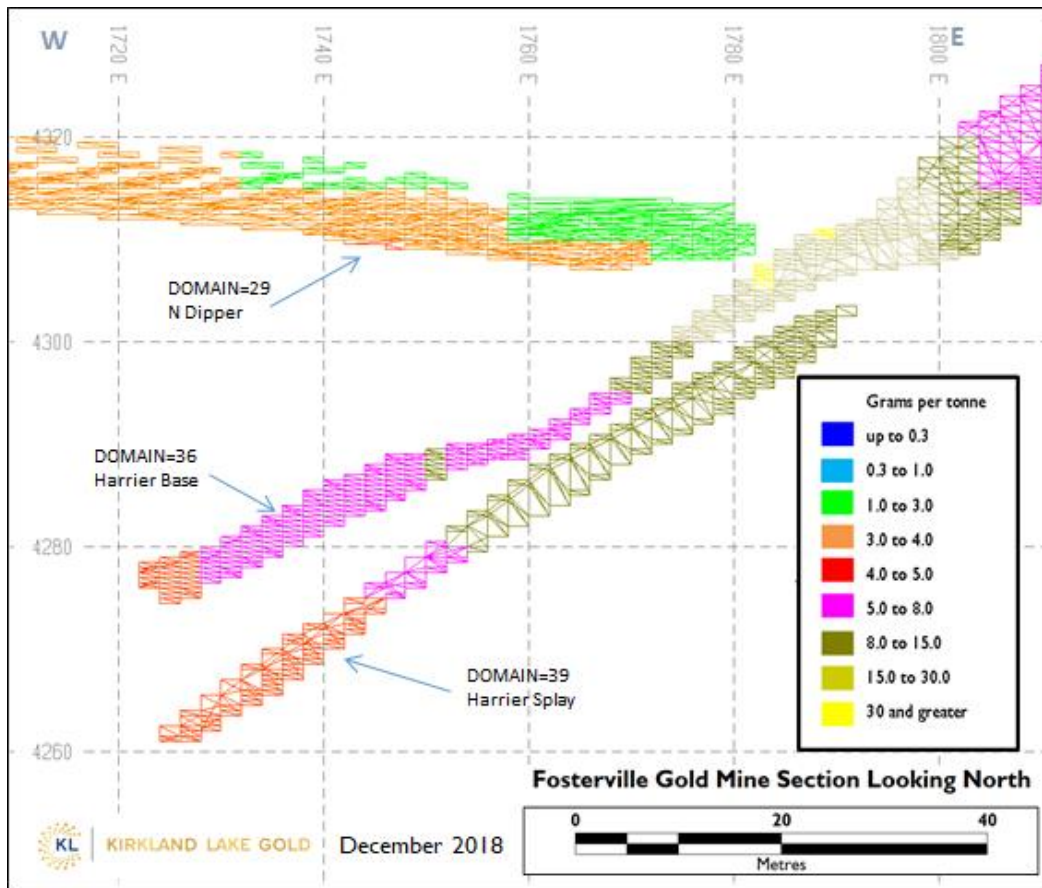 W
E
1720 E
1740 E
1760 E
1780 E
1800 E
4320
4300
4280
4260
DOMAIN=29
N Dipper
DOMAIN=36
Harrier Base
DOMAIN=39
Harrier Splay
Grams per tonne
up to 0.3
0.3 to 1.0
1.0 to 3.0
3.0 to 4.0
4.0 to 5.0
5.0 to 8.0
8.0 to 15.0
15.0 to 30.0
30 and greater
Fosterville Gold Mine Section Looking North
0 20 40
Metres
KL KIRKLAND LAKE GOLD December 2018